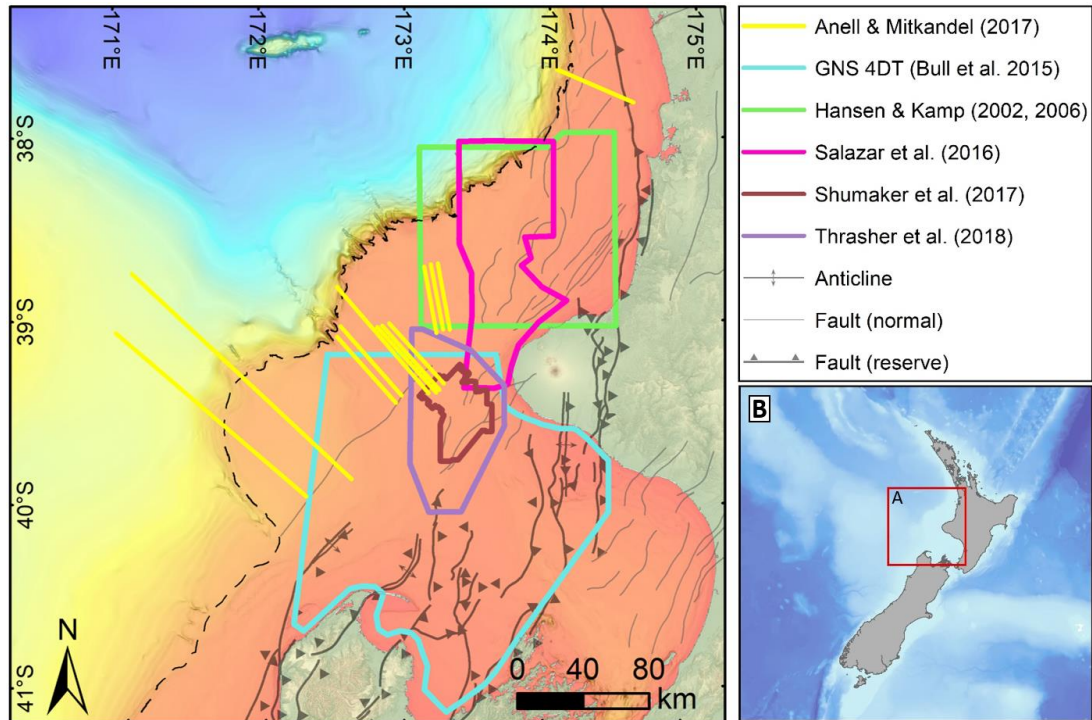 171°E
172°E
173°E
174°E
175°E
38°S
39°S
40°S
41°S
N
0 40 80
km
Anell & Mitkandel (2017)
GNS 4DT (Bull et al. 2015)
Hansen & Kamp (2002, 2006)
Salazar et al. (2016)
Shumaker et al. (2017)
Thrasher et al. (2018)
Anticline
Fault (normal)
Fault (reserve)
B
A